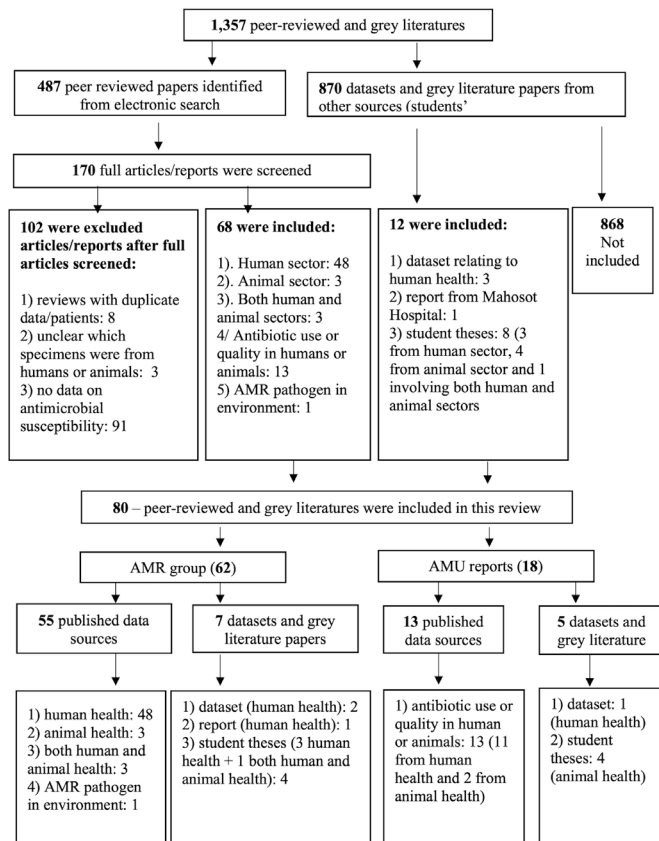 1,357 peer-reviewed and grey literatures
487 peer reviewed papers identified
from electronic search
870 datasets and grey literature papers from
other sources (students'
170 full articles/reports were screened
102 were excluded
articles/reports after full
articles screened:
1) reviews with duplicate
data/patients: 8
2) unclear which
specimens were from
humans or animals: 3
3) no data on
antimicrobial
susceptibility: 91
68 were included:
1). Human sector: 48
2). Animal sector: 3
3). Both human and
animal sectors: 3
4/ Antibiotic use or
quality in humans or
animals: 13
5) AMR pathogen in
environment: 1
12 were included:
1) dataset relating to
human health: 3
2) report from Mahosot
Hospital: 1
3) student theses: 8 (3
from human sector, 4
from animal sector and 1
involving both human and
animal sectors
868
Not
included
80 – peer-reviewed and grey literatures were included in this review
AMR group (62)
AMU reports (18)
55 published data
sources
7 datasets and grey
literature papers
13 published
data sources
5 datasets and
grey literature
1) human health: 48
2) animal health: 3
3) both human and
animal health: 3
4) AMR pathogen
in environment: 1
1) dataset (human health): 2
2) report (human health): 1
3) student theses (3 human
health + 1 both human and
animal health): 4
1) antibiotic use or
quality in human
or animals: 13 (11
from human
health and 2 from
animal health)
1) dataset: 1
(human health)
2) student
theses: 4
(animal health)